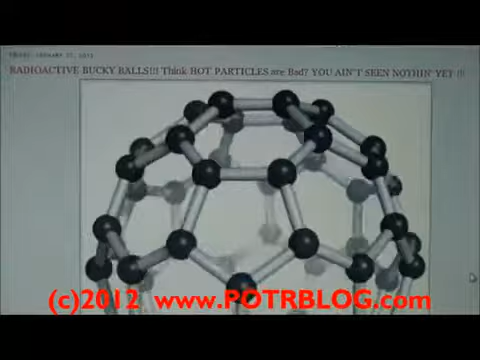 RADIOACTIVE BUCKY BALLS!!! Think HOT PARTICLES are Bad? YOU AIN'T SEEN NOTHIN' YET !!!
(c)2012 www.POTRBLOG.com